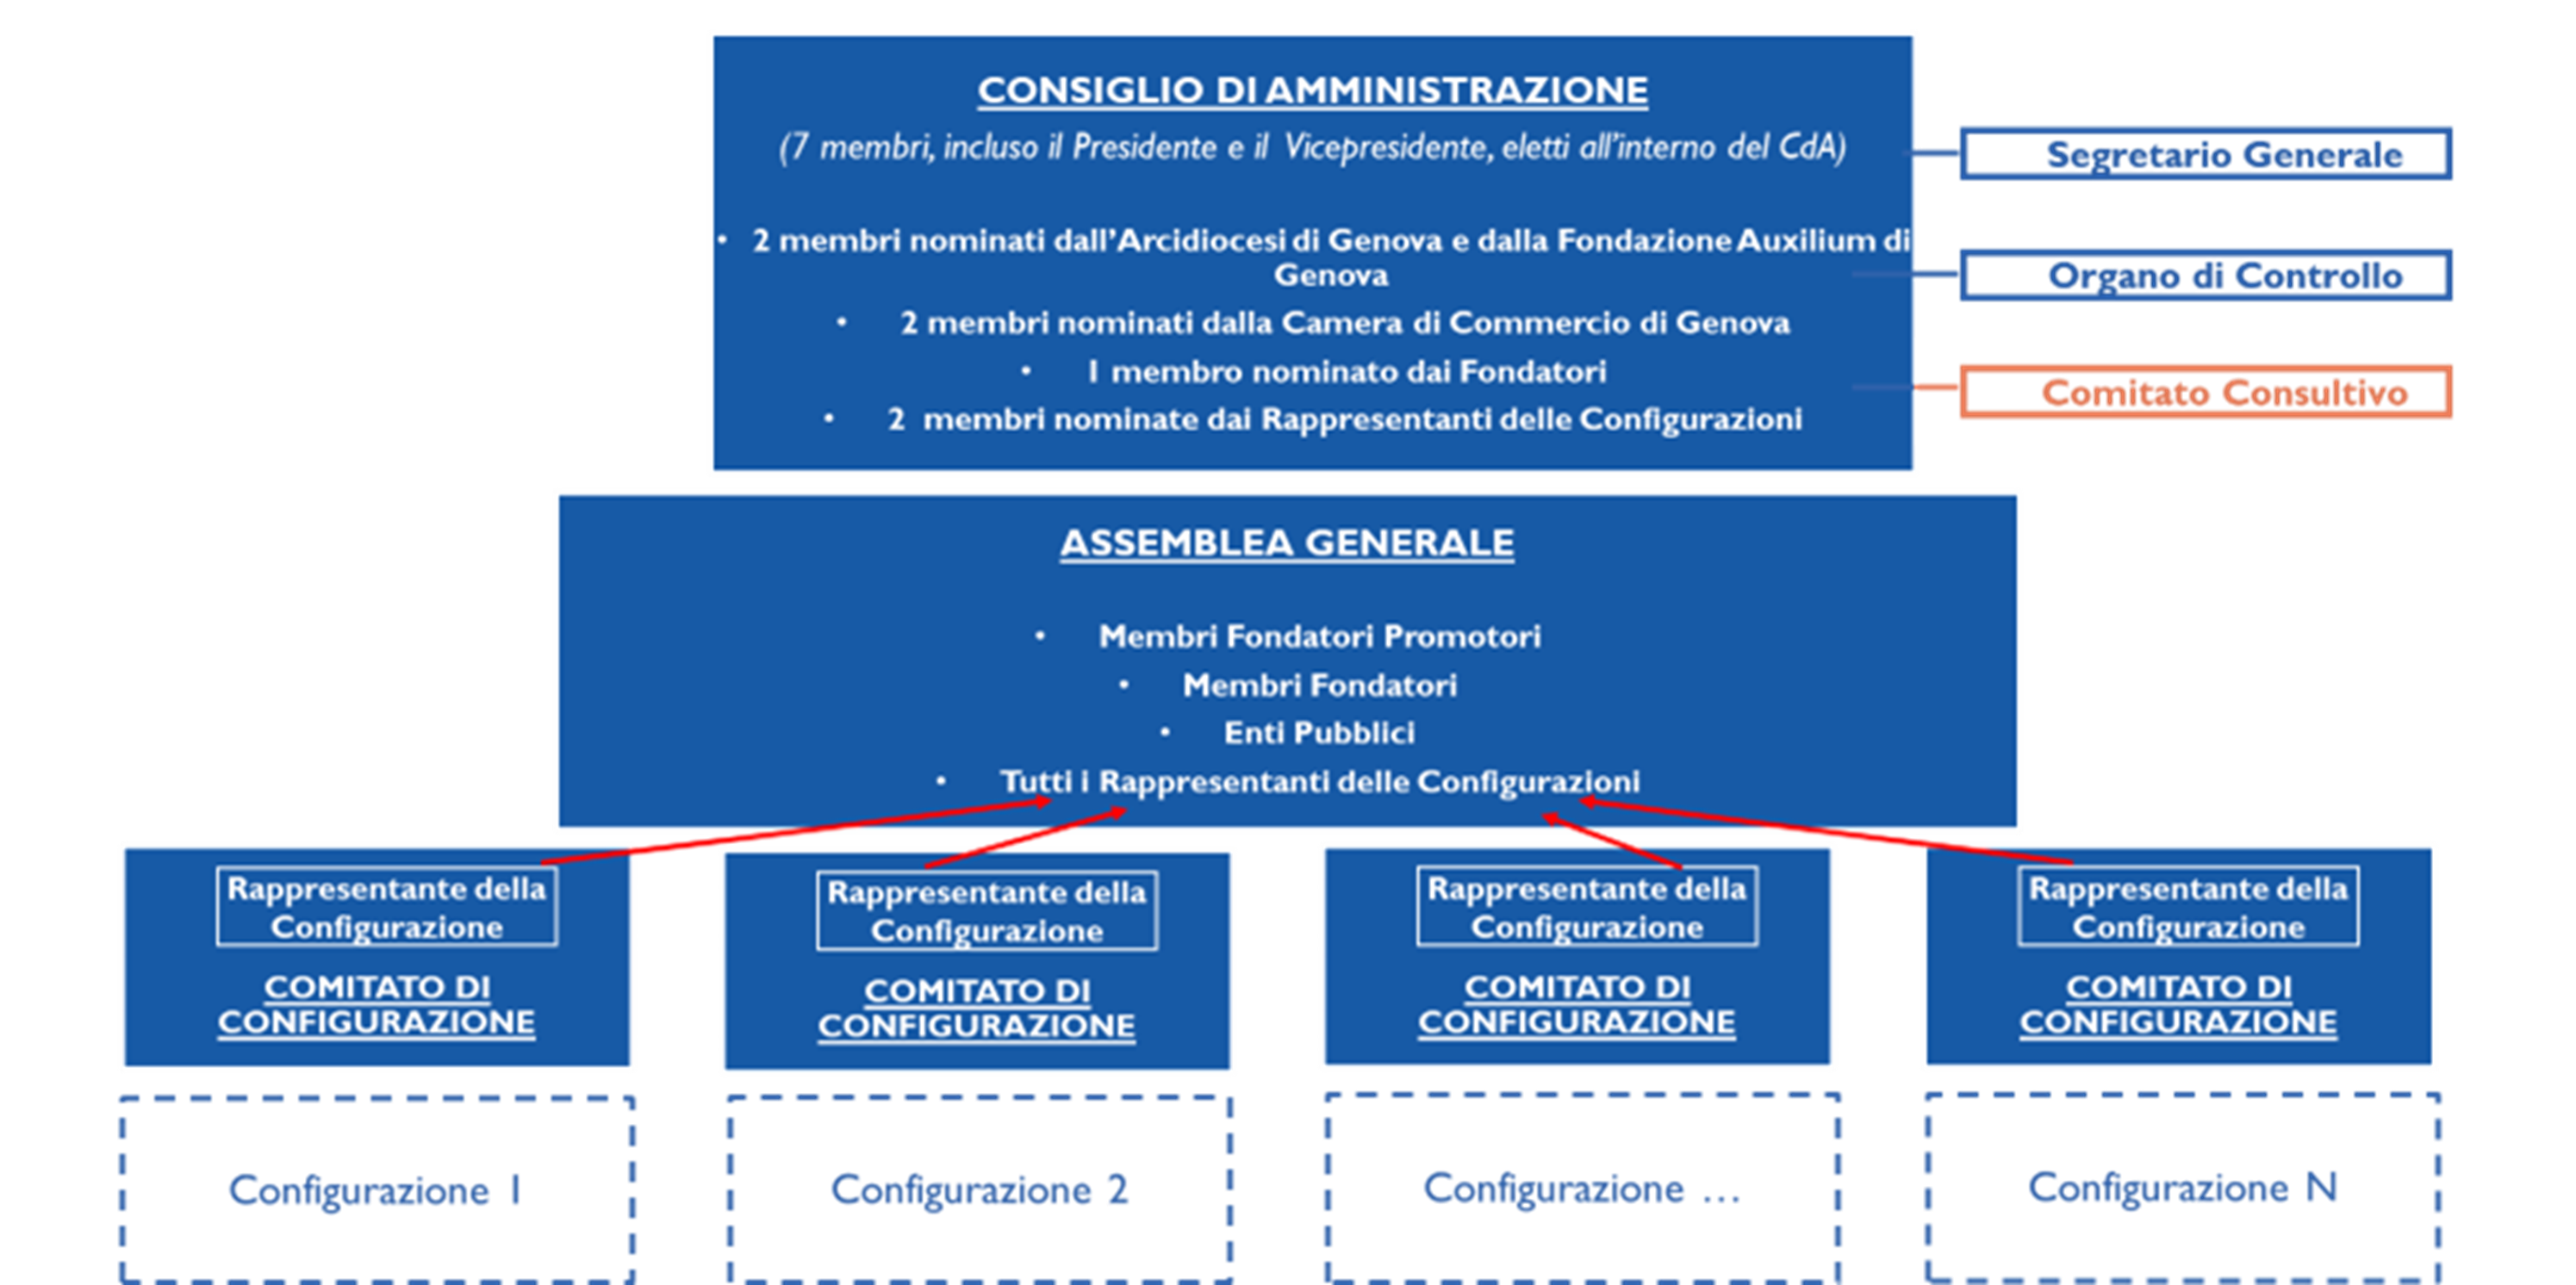 CONSIGLIO DI AMMINISTRAZIONE
(7 membri, incluso il Presidente e il Vicepresidente, eletti all'interno del CdA)
• 2 membri nominati dall'Arcidiocesi di Genova e dalla Fondazione Auxilium di
Genova
• 2 membri nominati dalla Camera di Commercio di Genova
• 1 membro nominato dai Fondatori
• 2 membri nominate dai Rappresentanti delle Configurazioni
Segretario Generale
Organo di Controllo
Comitato Consultivo
ASSEMBLEA GENERALE
• Membri Fondatori Promotori
• Membri Fondatori
• Enti Pubblici
• Tutti i Rappresentanti delle Configurazioni
Rappresentante della
Configurazione
COMITATO DI
CONFIGURAZIONE
Rappresentante della
Configurazione
COMITATO DI
CONFIGURAZIONE
Rappresentante della
Configurazione
COMITATO DI
CONFIGURAZIONE
Rappresentante della
Configurazione
COMITATO DI
CONFIGURAZIONE
Configurazione 1
Configurazione 2
Configurazione ...
Configurazione N